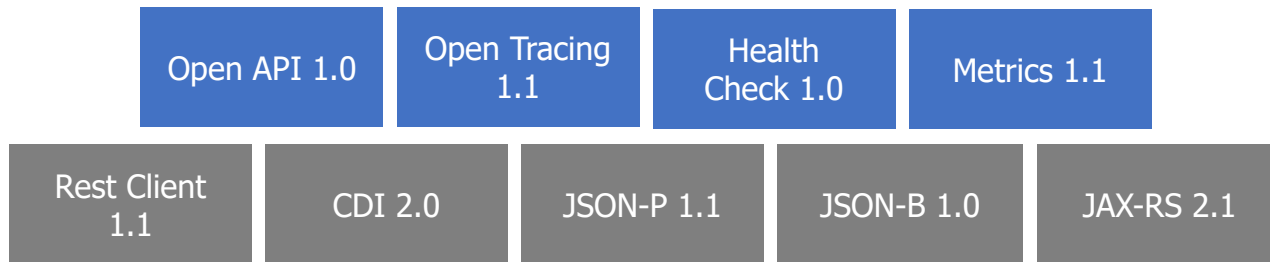 Open API 1.0
Open Tracing
1.1
Health
Check 1.0
Metrics 1.1
Rest Client
1.1
CDI 2.0
JSON-P 1.1
JSON-B 1.0
JAX-RS 2.1